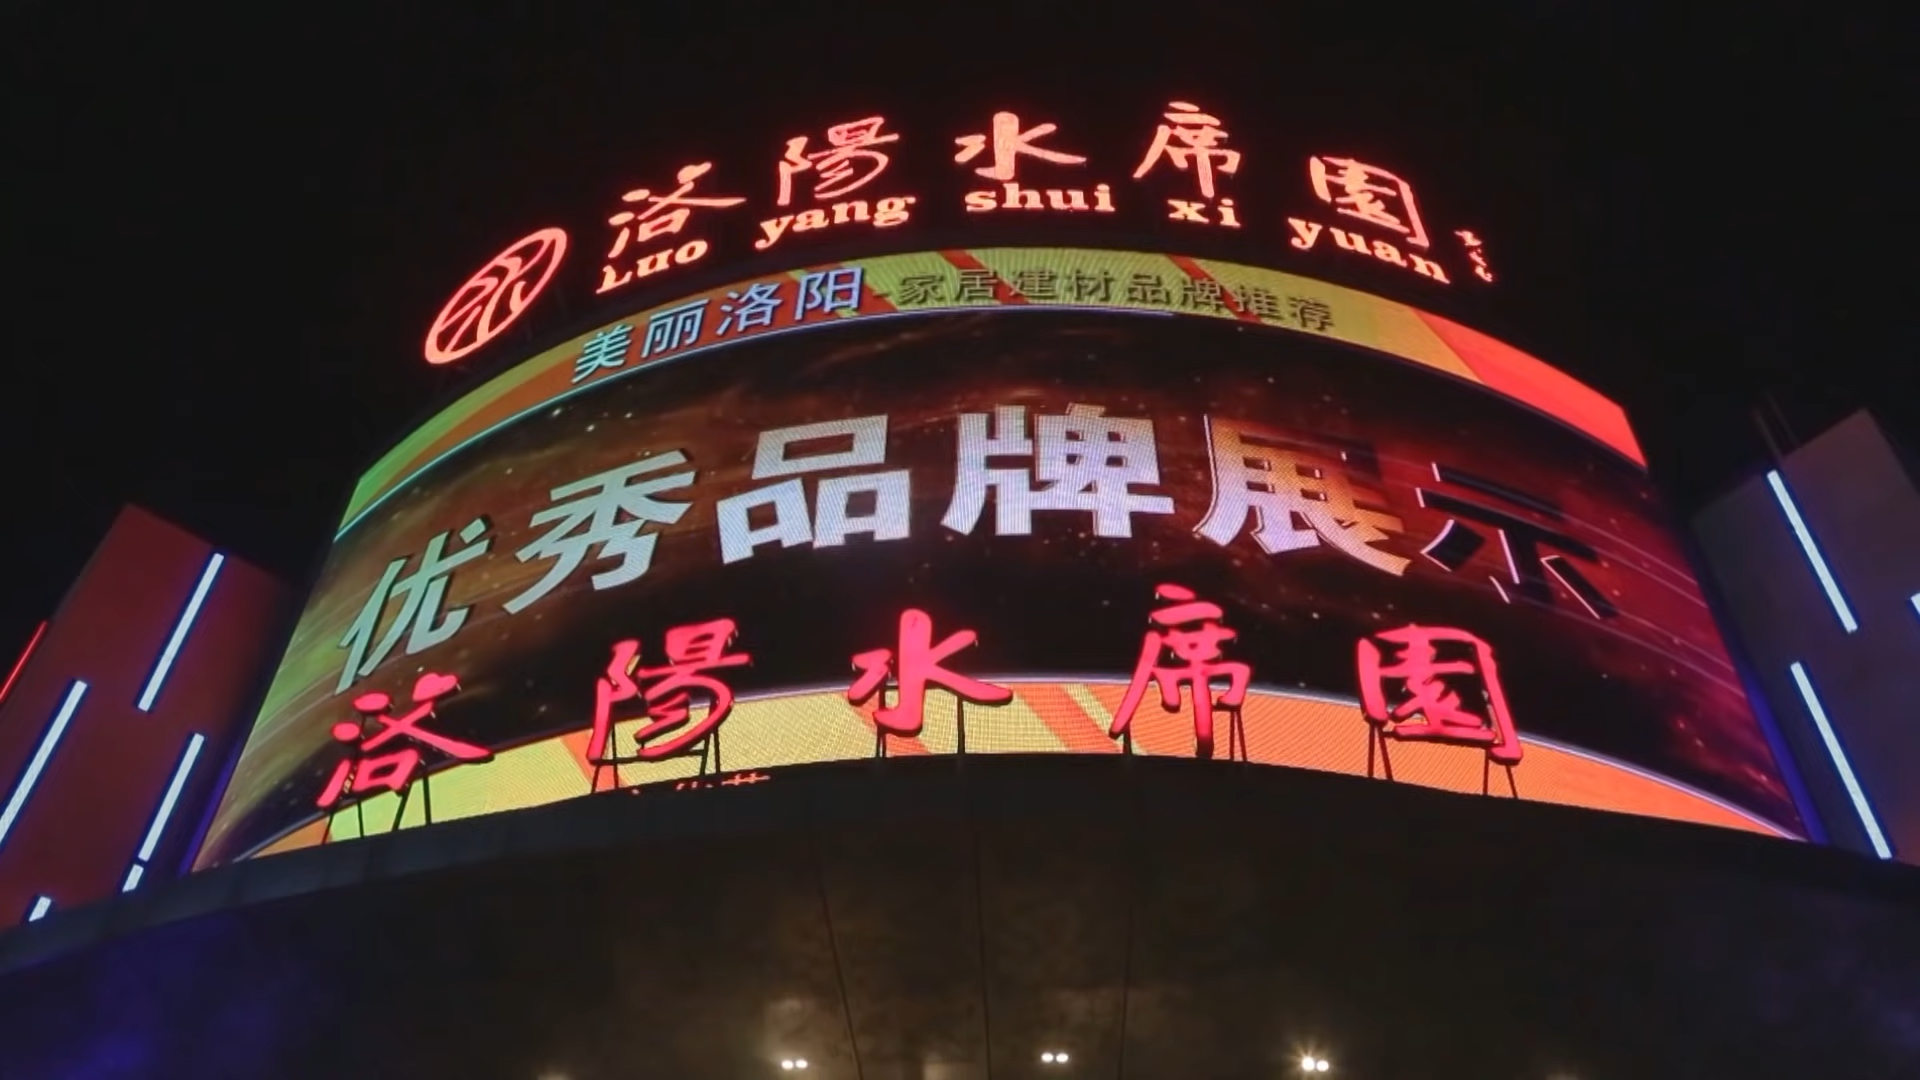 洛陽水席園
Luo yang shui xi yuan
美丽洛阳-家居建材品牌推荐
优秀品牌展示
洛陽水席園